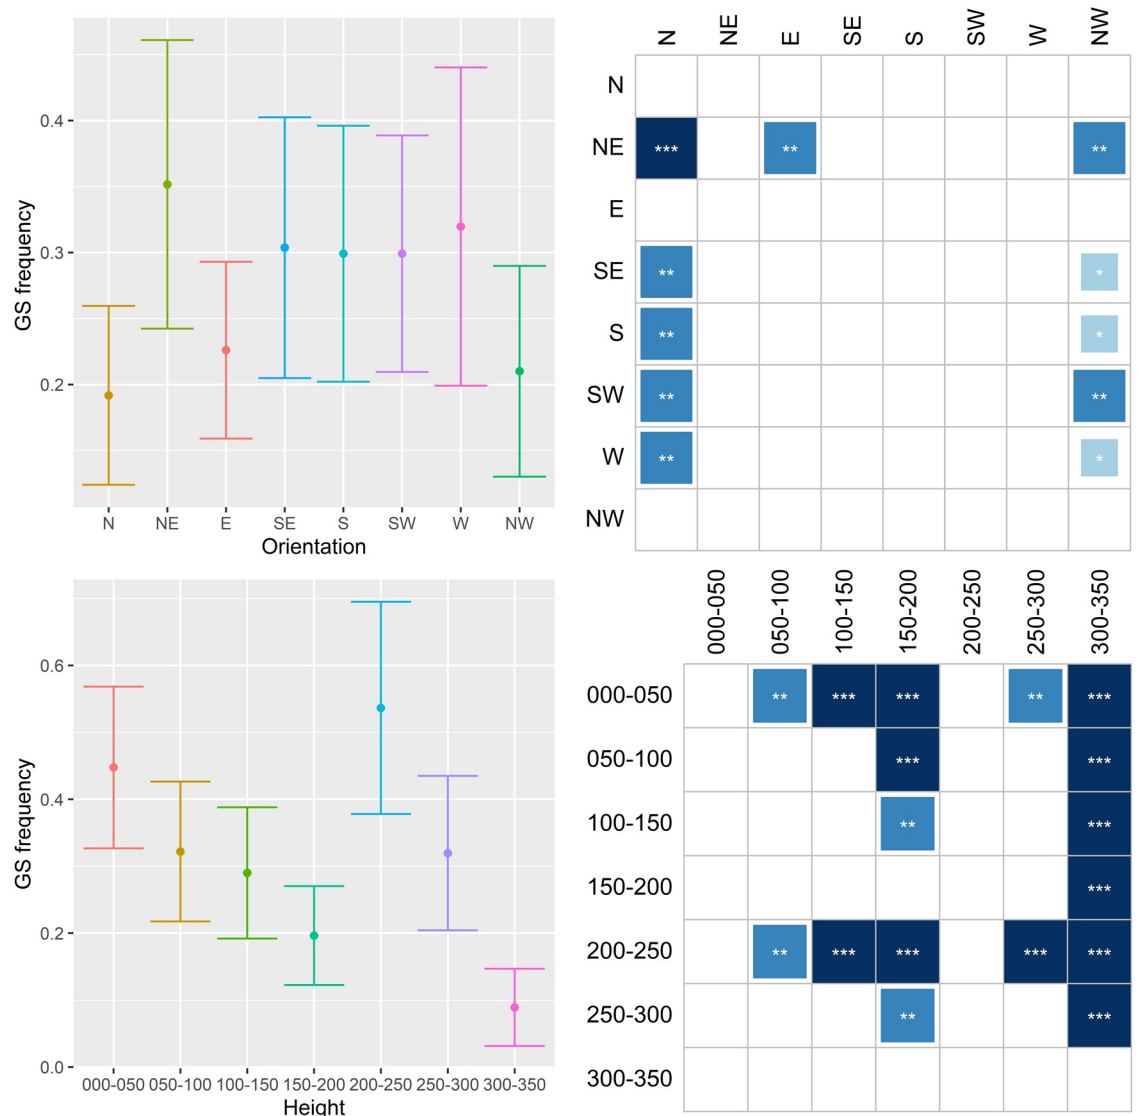 GS frequency
0.4
0.3
0.2
N NE E SE S SW W NW
Orientation
N NE E SE S SW W NW
N
NE *** ** **
E
SE ** *
S ** *
SW ** **
W ** *
NW
GS frequency
0.6
0.4
0.2
0.0
000-050 050-100 100-150 150-200 200-250 250-300 300-350
Height
000-050 050-100 100-150 150-200 200-250 250-300 300-350
000-050 ** *** *** ** ***
050-100 *** ***
100-150 ** ***
150-200 ***
200-250 ** *** *** *** ***
250-300 ** ***
300-350